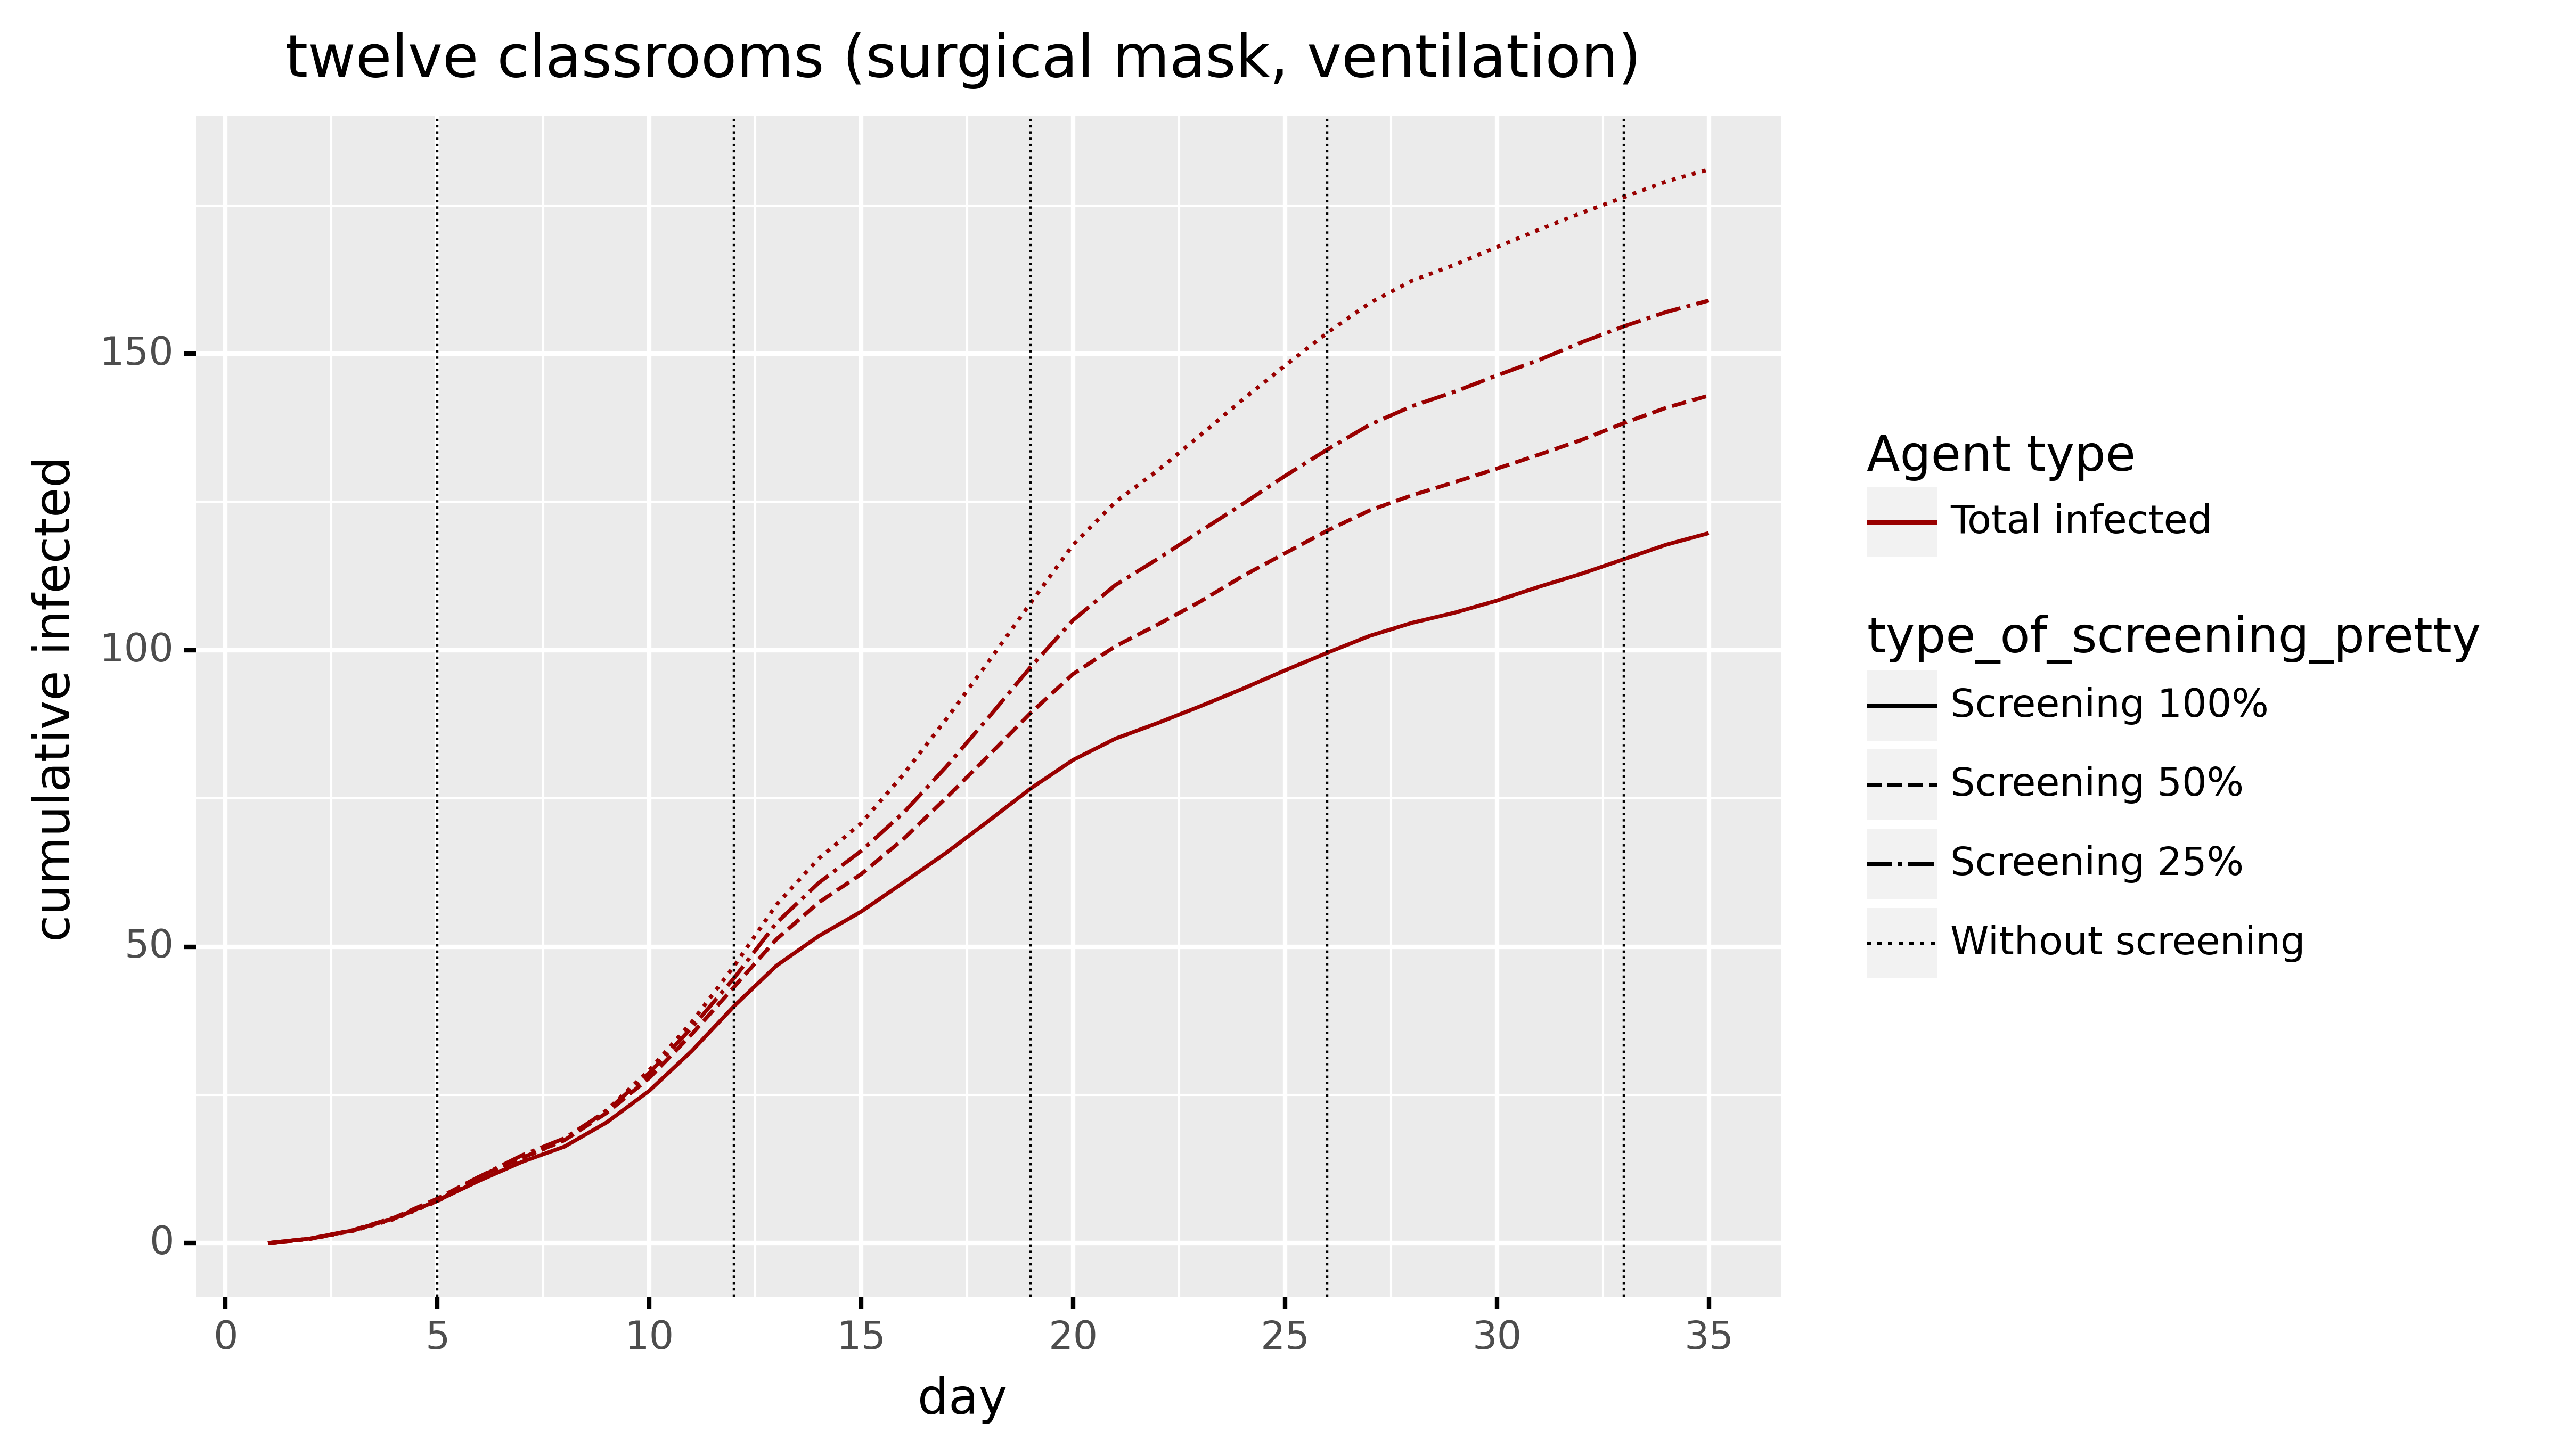 twelve classrooms (surgical mask, ventilation)
cumulative infected
150
100
50
0
0 5 10 15 20 25 30 35
day
Agent type
Total infected
type_of_screening_pretty
Screening 100%
Screening 50%
Screening 25%
Without screening